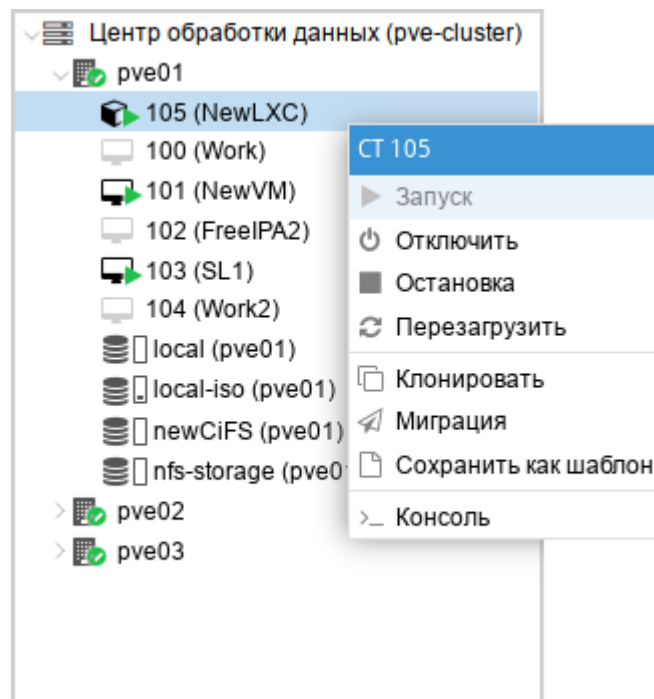 Центр обработки данных (pve-cluster)
pve01
105 (NewLXC)
100 (Work)
101 (NewVM)
102 (FreeIPA2)
103 (SL1)
104 (Work2)
local (pve01)
local-iso (pve01)
newCiFS (pve01)
nfs-storage (pve0
pve02
pve03
CT 105
Запуск
Отключить
Остановка
Перезагрузить
Клонировать
Миграция
Сохранить как шаблон
Консоль